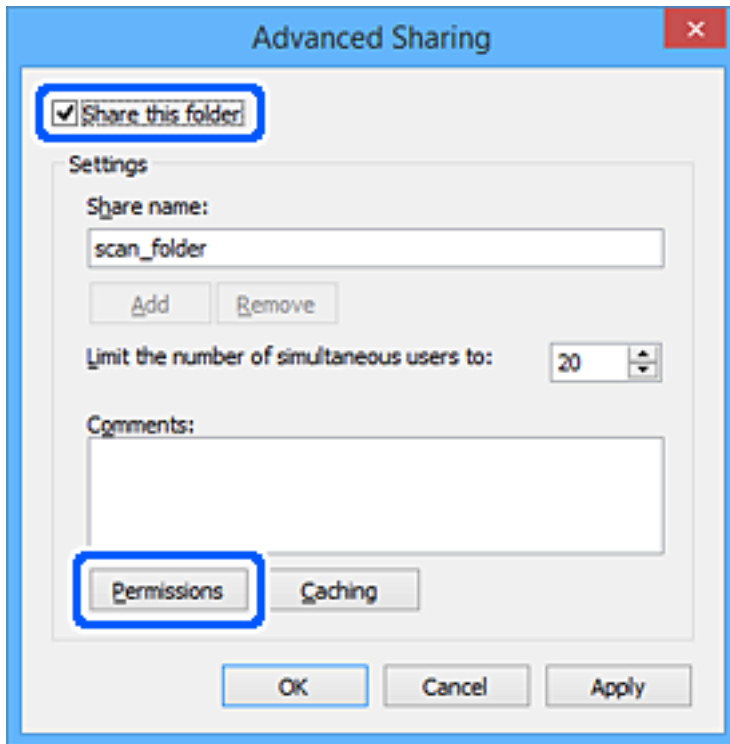 Advanced Sharing
Share this folder
Settings
Share name:
scan_folder
Add Remove
Limit the number of simultaneous users to: 20
Comments:
Permissions Caching
OK Cancel Apply